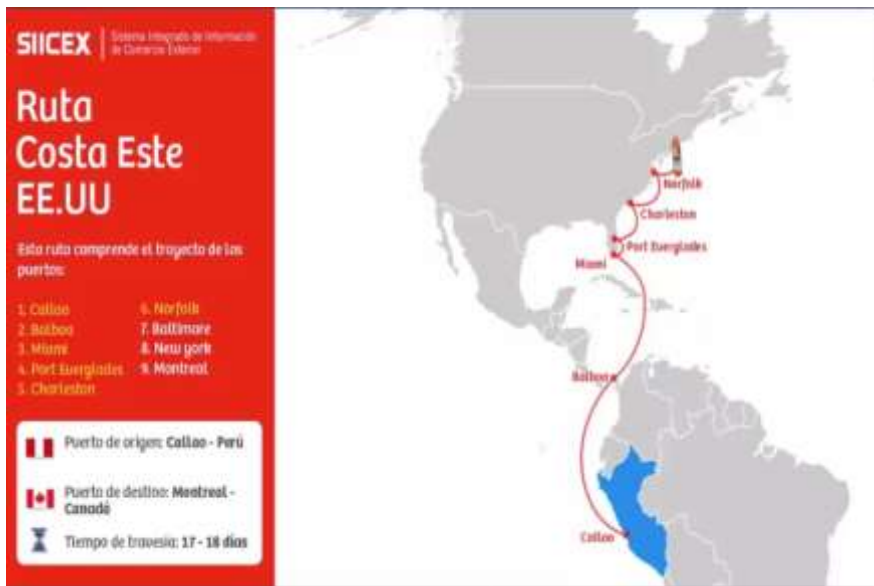 SIICEX
Sistema Integrado de Información
de Comercio Exterior
Ruta
Costa Este
EE.UU
Esta ruta comprende el trayecto de los
puertos:
1. Callao
2. Balboa
3. Miami
4. Port Everglades
5. Charleston
6. Norfolk
7. Baltimore
8. New york
9. Montreal
Puerto de origen: Callao - Perú
Puerto de destino: Montreal -
Canadá
Tiempo de travesía: 17 - 18 días
Norfolk
Charleston
Port Everglades
Miami
Balboa
Callao